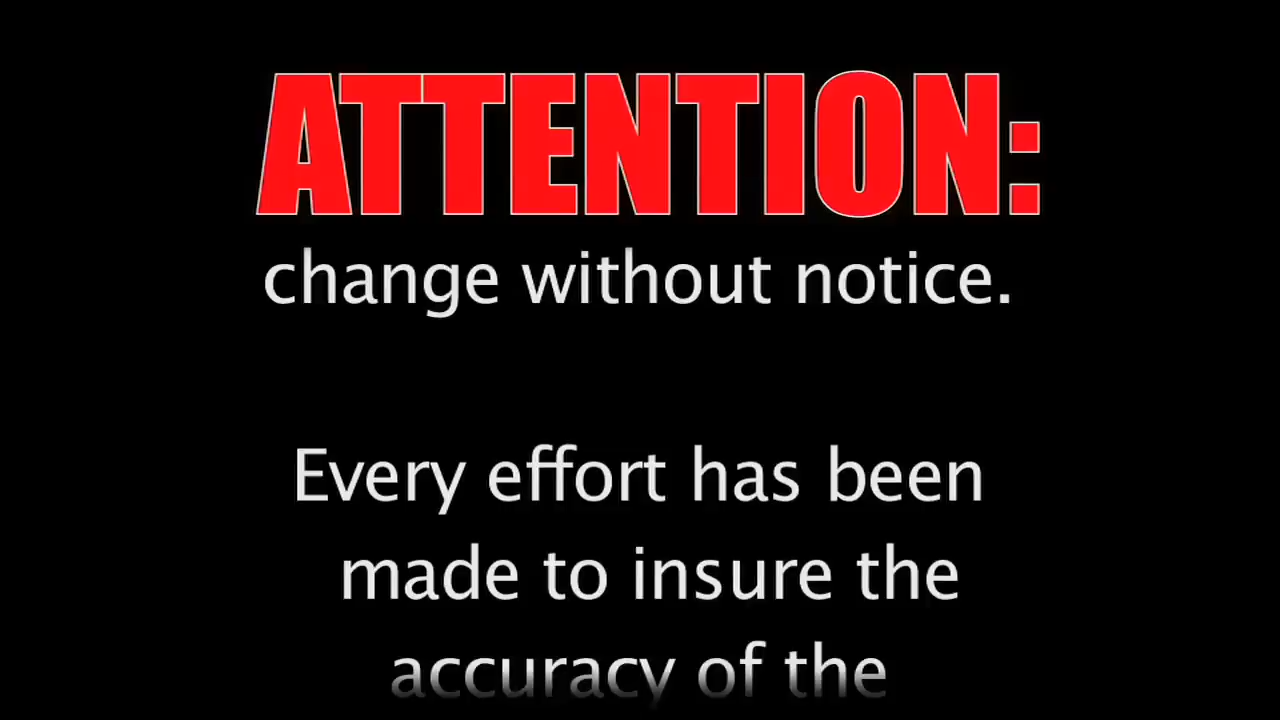 ATTENTION:
change without notice.
Every effort has been
made to insure the
accuracy of the